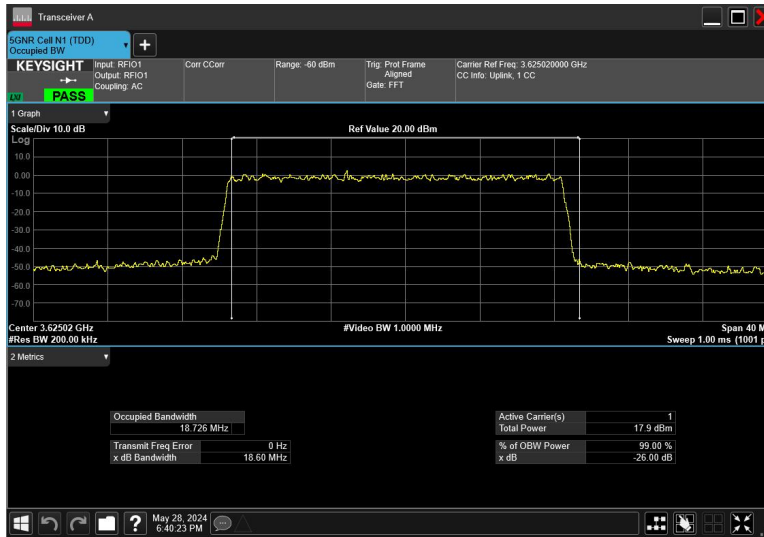 Transceiver A
5GNR Cell N1 (TDD)
Occupied BW
KEYSIGHT
LXI
PASS
Input: RFIO1
Output: RFIO1
Coupling: AC
Corr CCorr
Range: -60 dBm
Trig: Prot Frame
Aligned
Gate: FFT
Carrier Ref Freq: 3.625020000 GHz
CC Info: Uplink, 1 CC
1 Graph
Scale/Div 10.0 dB
Ref Value 20.00 dBm
Log
10.0
0.00
-10.0
-20.0
-30.0
-40.0
-50.0
-60.0
-70.0
Center 3.62502 GHz
#Video BW 1.0000 MHz
Span 40 M
#Res BW 200.00 kHz
Sweep 1.00 ms (1001 p
2 Metrics
Occupied Bandwidth
18.726 MHz
Transmit Freq Error 0 Hz
x dB Bandwidth 18.60 MHz
Active Carrier(s) 1
Total Power 17.9 dBm
% of OBW Power 99.00 %
x dB -26.00 dB
?
May 28, 2024
6:40:23 PM